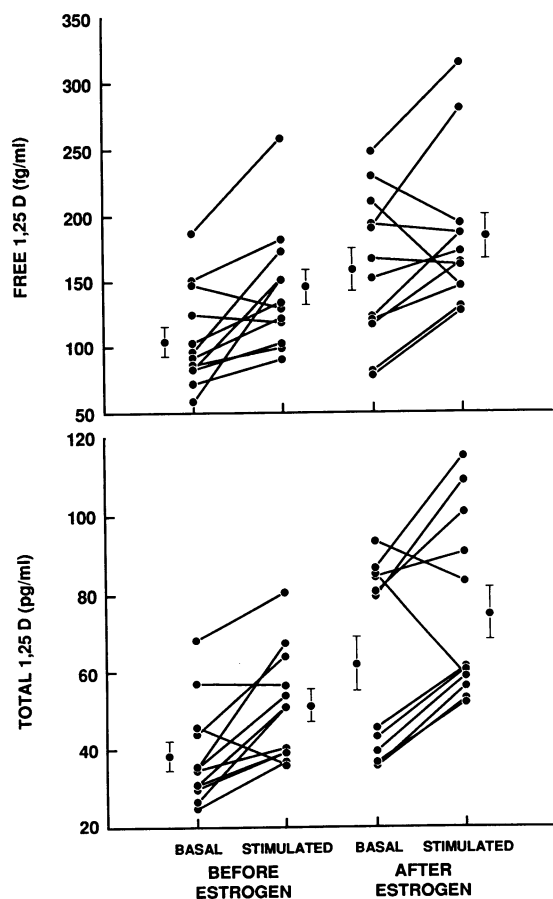 350
300
250
200
150
100
50
FREE 1,25 D (fg/ml)
120
100
80
60
40
20
TOTAL 1,25 D (pg/ml)
BASAL STIMULATED BASAL STIMULATED
BEFORE AFTER
ESTROGEN ESTROGEN